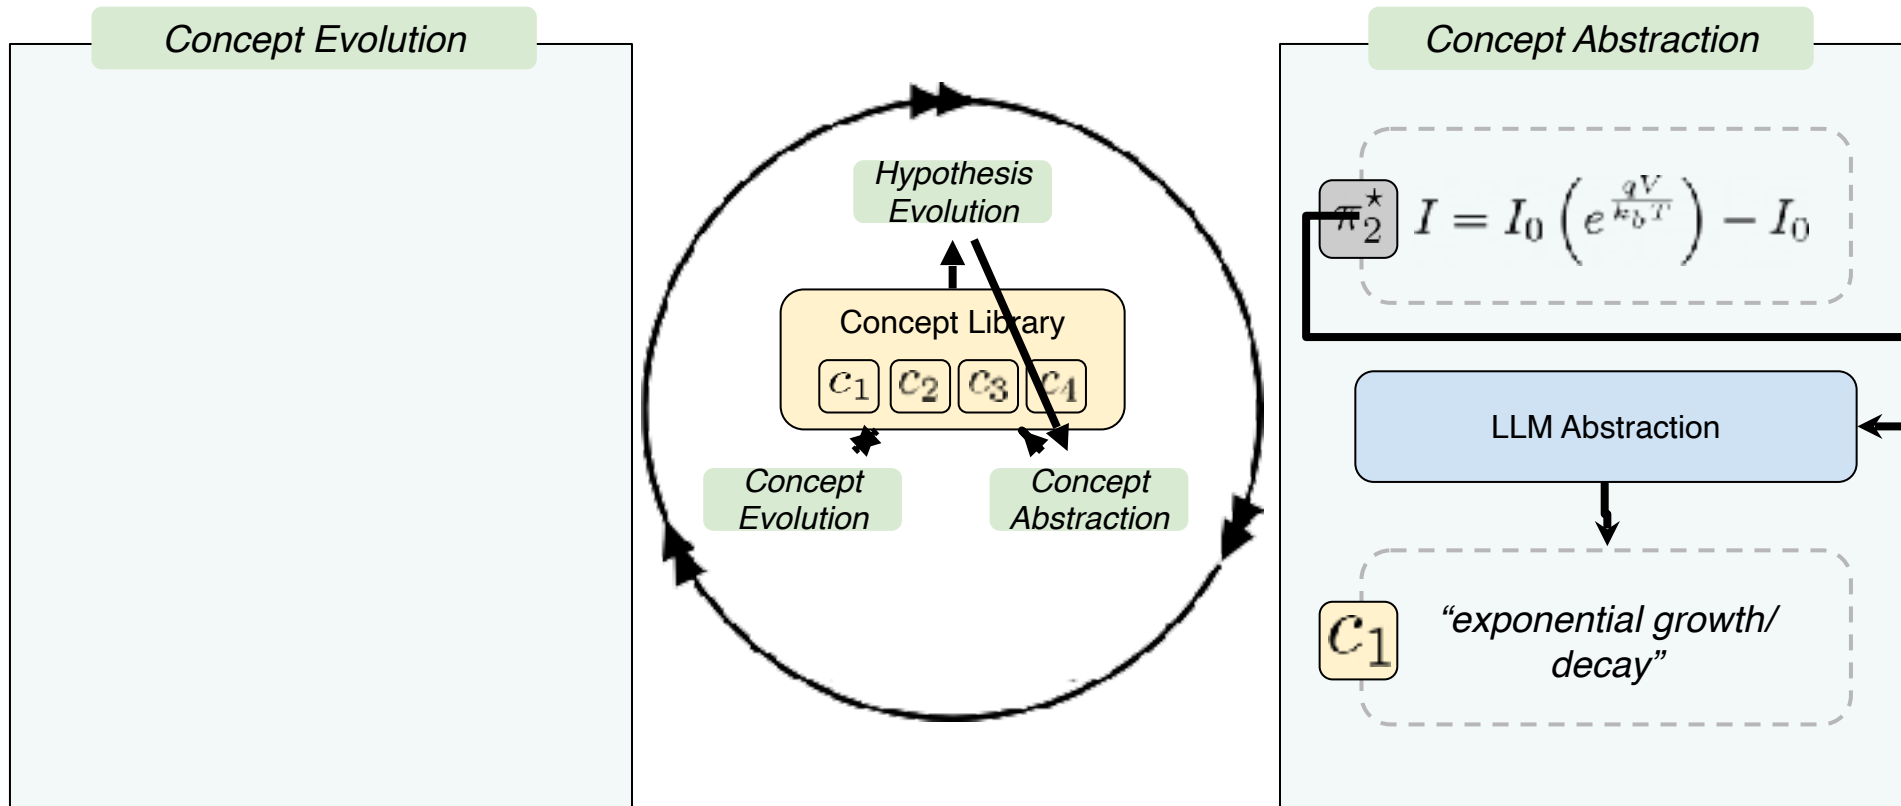 Concept Evolution
Hypothesis
Evolution
Concept Library
c₁ c₂ c₃ c₄
Concept
Evolution
Concept
Abstraction
Concept Abstraction
π₂* I = I₀ (e^{qV/k_bT}) − I₀
LLM Abstraction
c₁ “exponential growth/
decay”